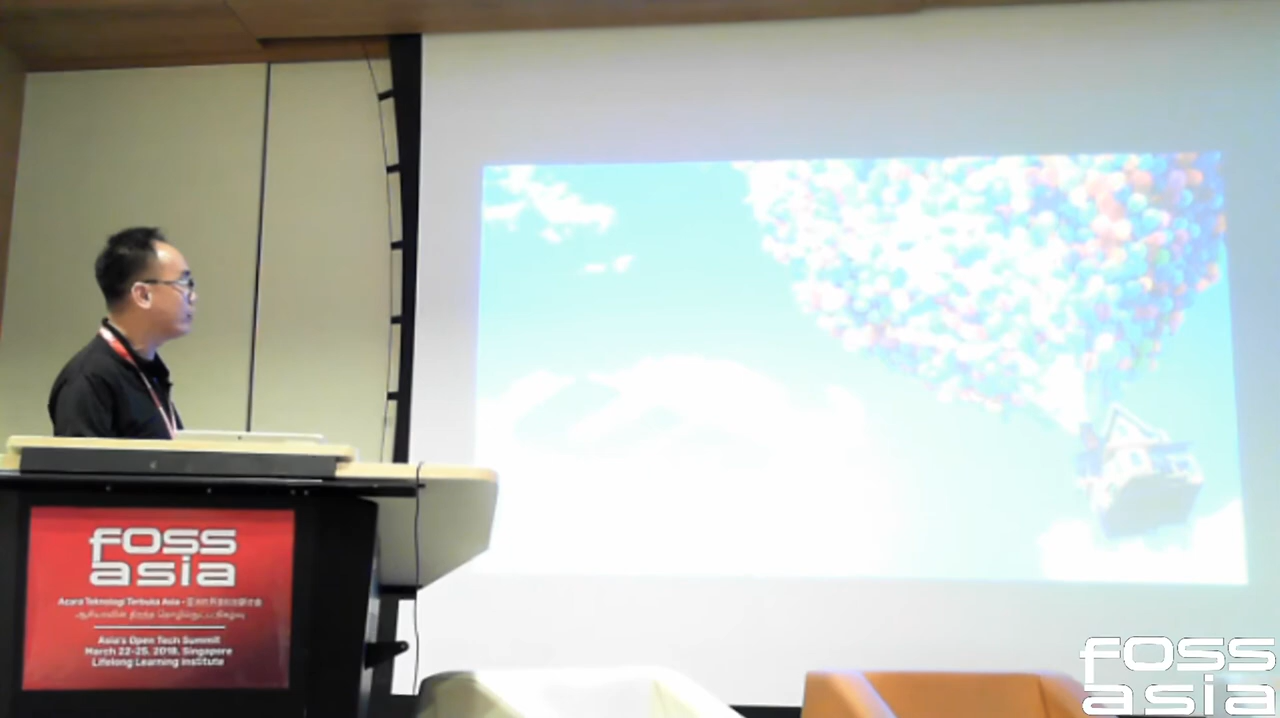 FOSS
asia
Acara Teknologi Terbuka Asia -
Asia's Open Tech Summit
March 22-25, 2018, Singapore
Lifelong Learning Institute
FOSS
asia